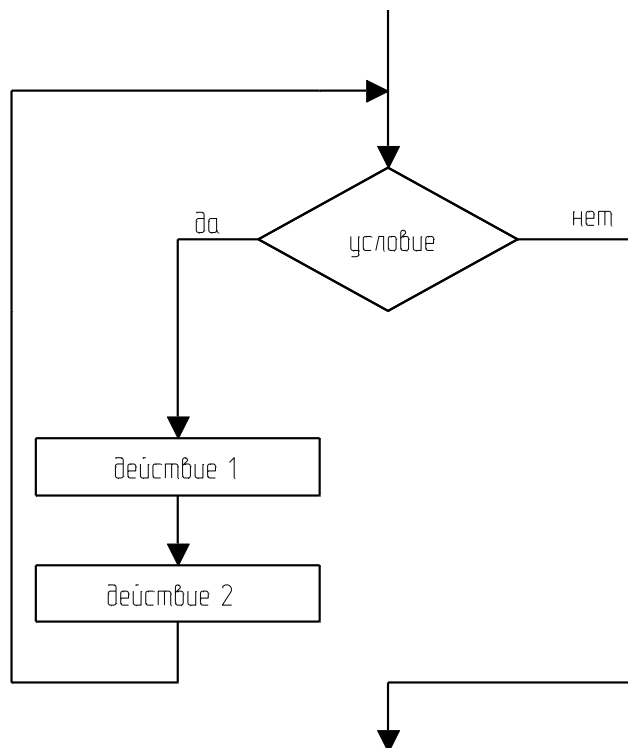 да
нет
условие
действие 1
действие 2